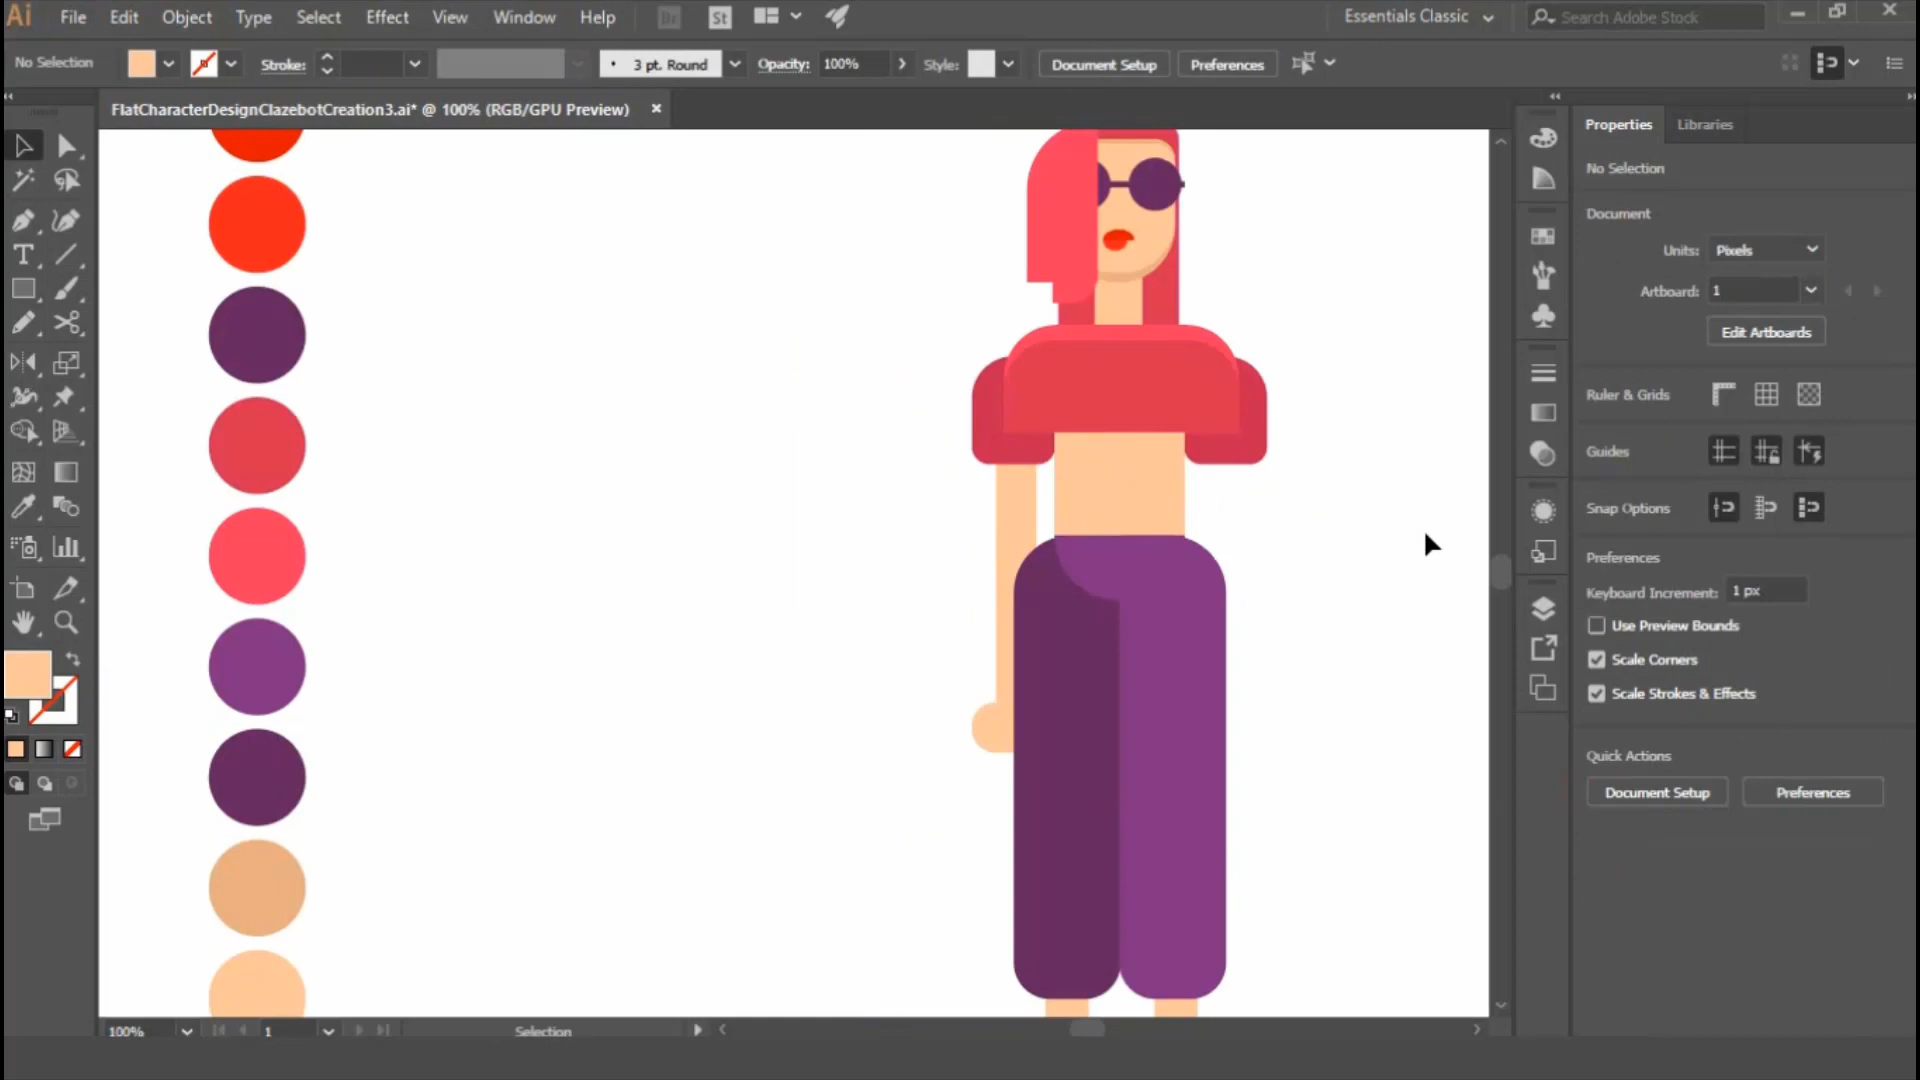 Ai File Edit Object Type Select Effect View Window Help Br St Essentials Classic Search Adobe Stock
No Selection Stroke: 3 pt. Round Opacity: 100% Style: Document Setup Preferences
FlatCharacterDesignClazebotCreation3.ai* @ 100% (RGB/GPU Preview)
Properties Libraries
No Selection
Document
Units: Pixels
Artboard: 1
Edit Artboards
Ruler & Grids
Guides
Snap Options
Preferences
Keyboard Increment: 1 px
Use Preview Bounds
Scale Corners
Scale Strokes & Effects
Quick Actions
Document Setup Preferences
100% 1 Selection